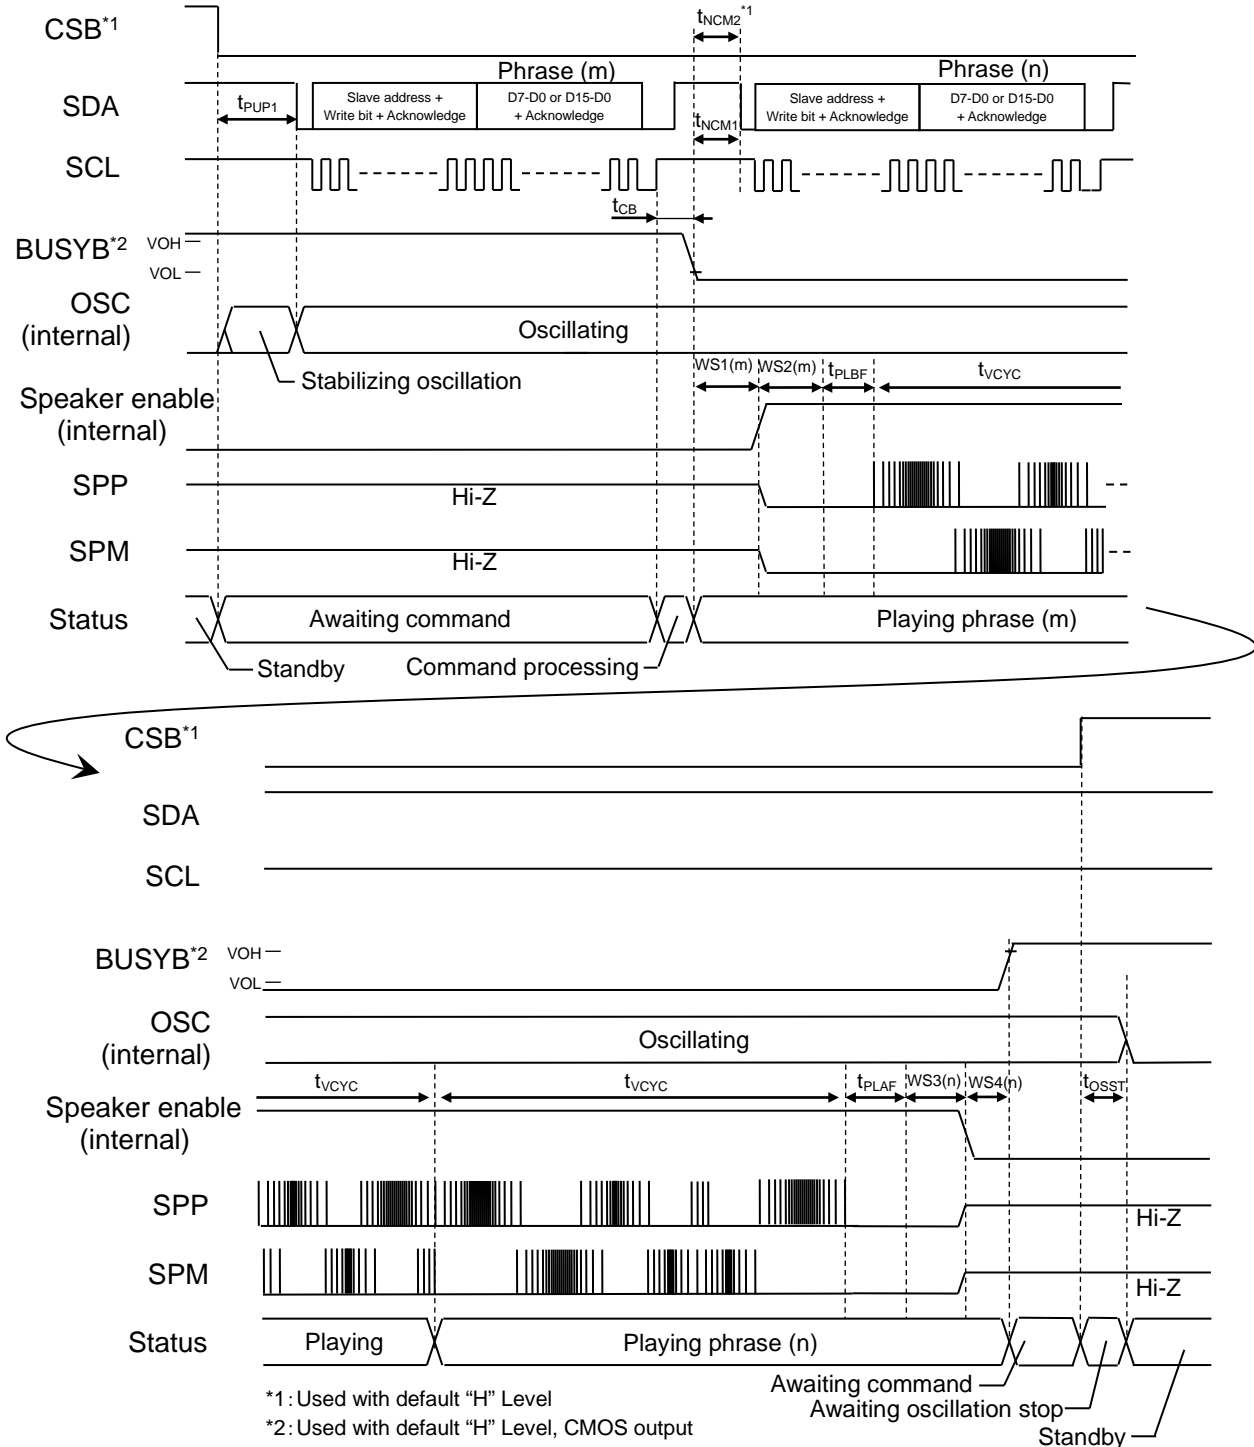 CSB*1
tNCM2*1
Phrase (m)
Phrase (n)
SDA
tPUP1
Slave address +
Write bit + Acknowledge
D7-D0 or D15-D0
+ Acknowledge
tNCM1
Slave address +
Write bit + Acknowledge
D7-D0 or D15-D0
+ Acknowledge
SCL
tCB
BUSYB*2
VOH
VOL
OSC
(internal)
Oscillating
Stabilizing oscillation
WS1(m)
WS2(m)
tPLBF
tVCYC
Speaker enable
(internal)
SPP
Hi-Z
SPM
Hi-Z
Status
Awaiting command
Playing phrase (m)
Standby
Command processing
CSB*1
SDA
SCL
BUSYB*2
VOH
VOL
OSC
(internal)
Oscillating
tVCYC
tVCYC
tPLAF
WS3(n)
WS4(n)
tOSST
Speaker enable
(internal)
SPP
Hi-Z
SPM
Hi-Z
Status
Playing
Playing phrase (n)
Awaiting command
Awaiting oscillation stop
Standby
*1: Used with default “H” Level
*2: Used with default “H” Level, CMOS output